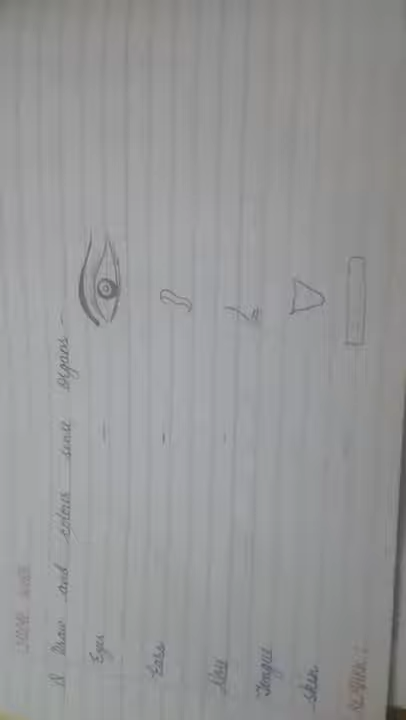 Draw and colour sense organs -
Eyes -
Ears -
Nose -
Tongue
Skin